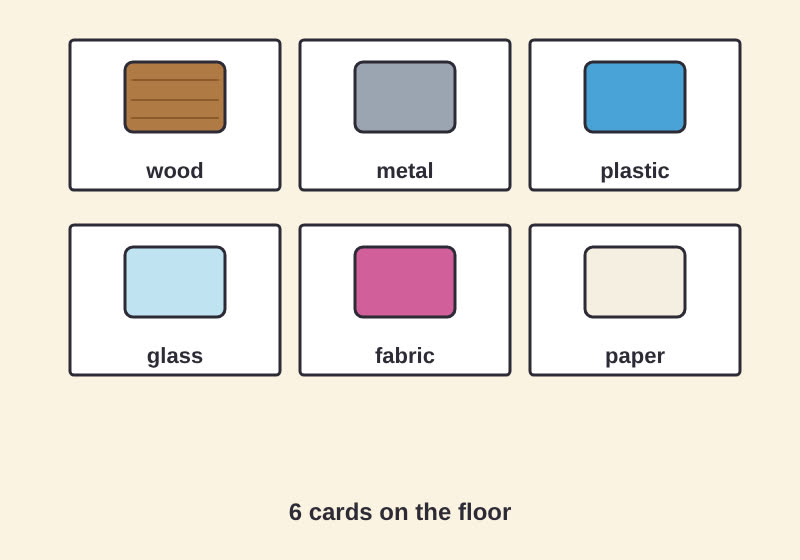 wood
metal
plastic
glass
fabric
paper
6 cards on the floor